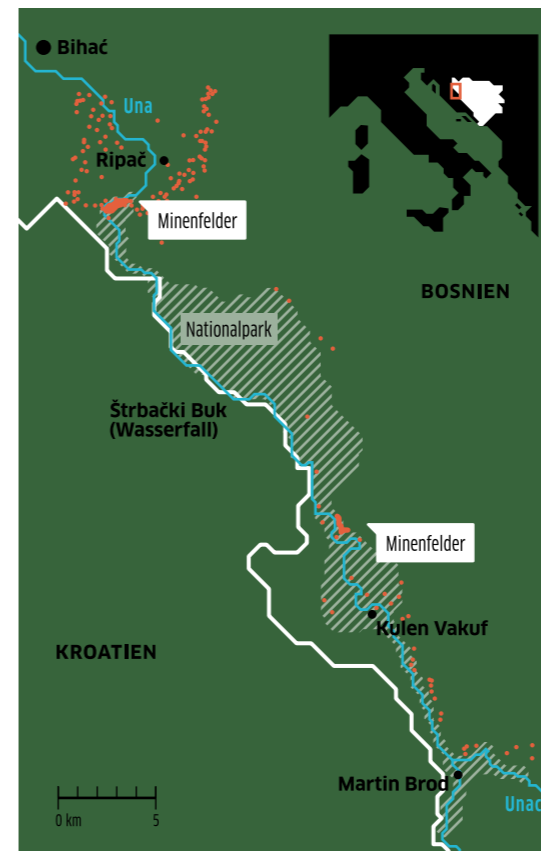 Bihać
Una
Ripač
Minenfelder
BOSNIEN
Nationalpark
Štrbački Buk
(Wasserfall)
Minenfelder
Kulen Vakuf
KROATIEN
Martin Brod
Unac
0 km 5